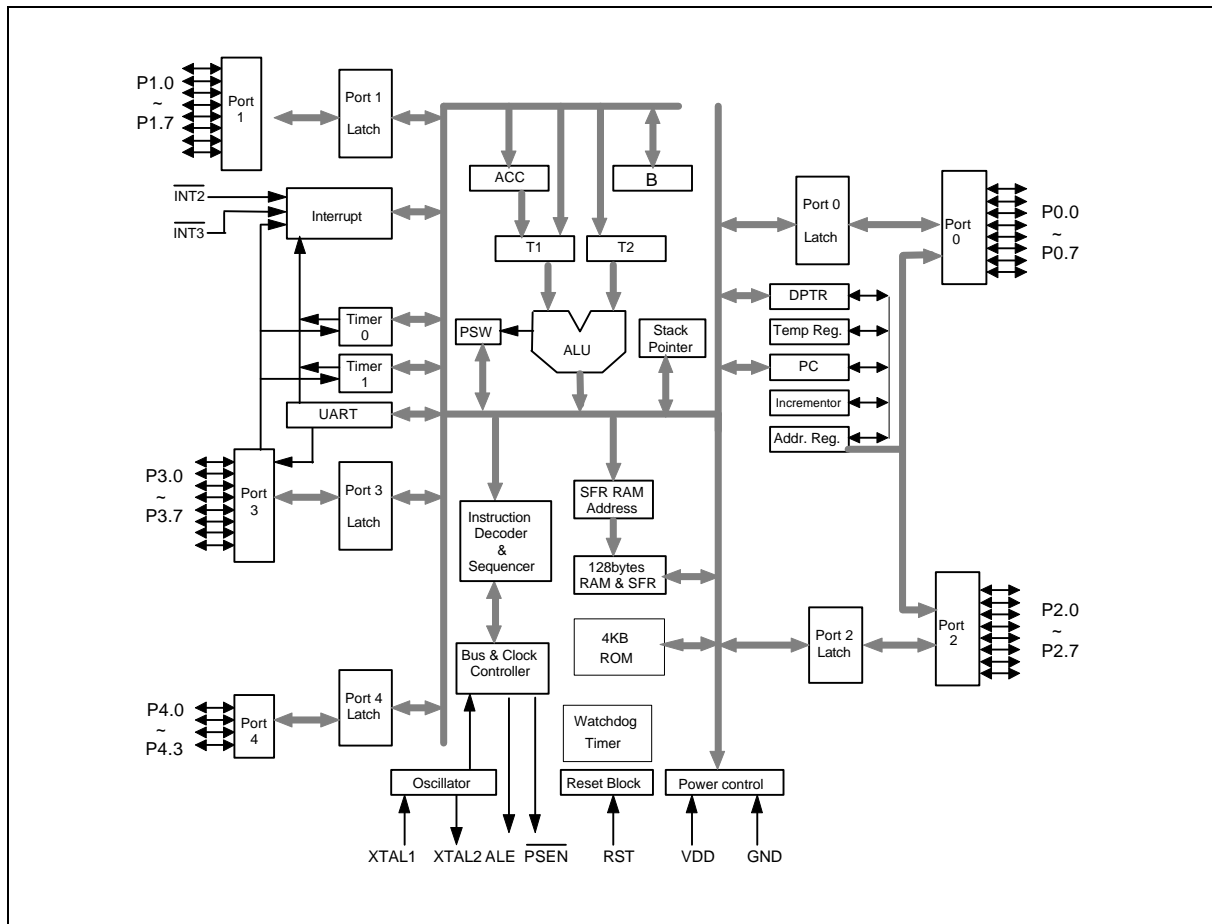 P1.0
~
P1.7
Port
1
Port 1
Latch
INT2
INT3
Interrupt
Timer
0
Timer
1
UART
P3.0
~
P3.7
Port
3
Port 3
Latch
P4.0
~
P4.3
Port
4
Port 4
Latch
ACC
B
T1
T2
PSW
ALU
Stack
Pointer
Instruction
Decoder
&
Sequencer
SFR RAM
Address
128bytes
RAM & SFR
4KB
ROM
Bus & Clock
Controller
Watchdog
Timer
Oscillator
Reset Block
Power control
XTAL1
XTAL2
ALE
PSEN
RST
VDD
GND
Port 0
Latch
Port
0
P0.0
~
P0.7
DPTR
Temp Reg.
PC
Incrementor
Addr. Reg.
Port 2
Latch
Port
2
P2.0
~
P2.7